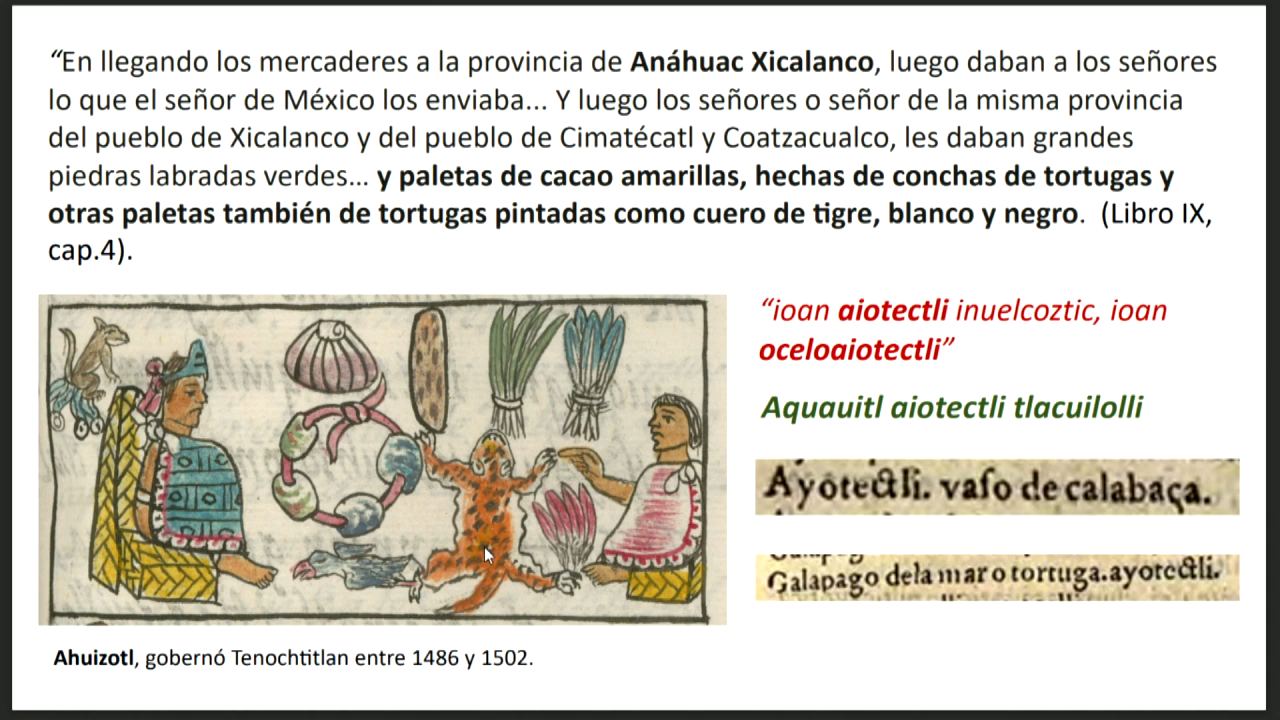 “En llegando los mercaderes a la provincia de Anáhuac Xicalanco, luego daban a los señores
lo que el señor de México los enviaba... Y luego los señores o señor de la misma provincia
del pueblo de Xicalanco y del pueblo de Cimatécatl y Coatzacualco, les daban grandes
piedras labradas verdes... y paletas de cacao amarillas, hechas de conchas de tortugas y
otras paletas también de tortugas pintadas como cuero de tigre, blanco y negro. (Libro IX,
cap.4).
“ioan aiotectli inuelcoztic, ioan
oceloaiotectli”
Aquauitl aiotectli tlacuilolli
Ayotectli. vaso de calabaça.
Galapago dela mar o tortuga. ayotectli.
Ahuizotl, gobernó Tenochtitlan entre 1486 y 1502.